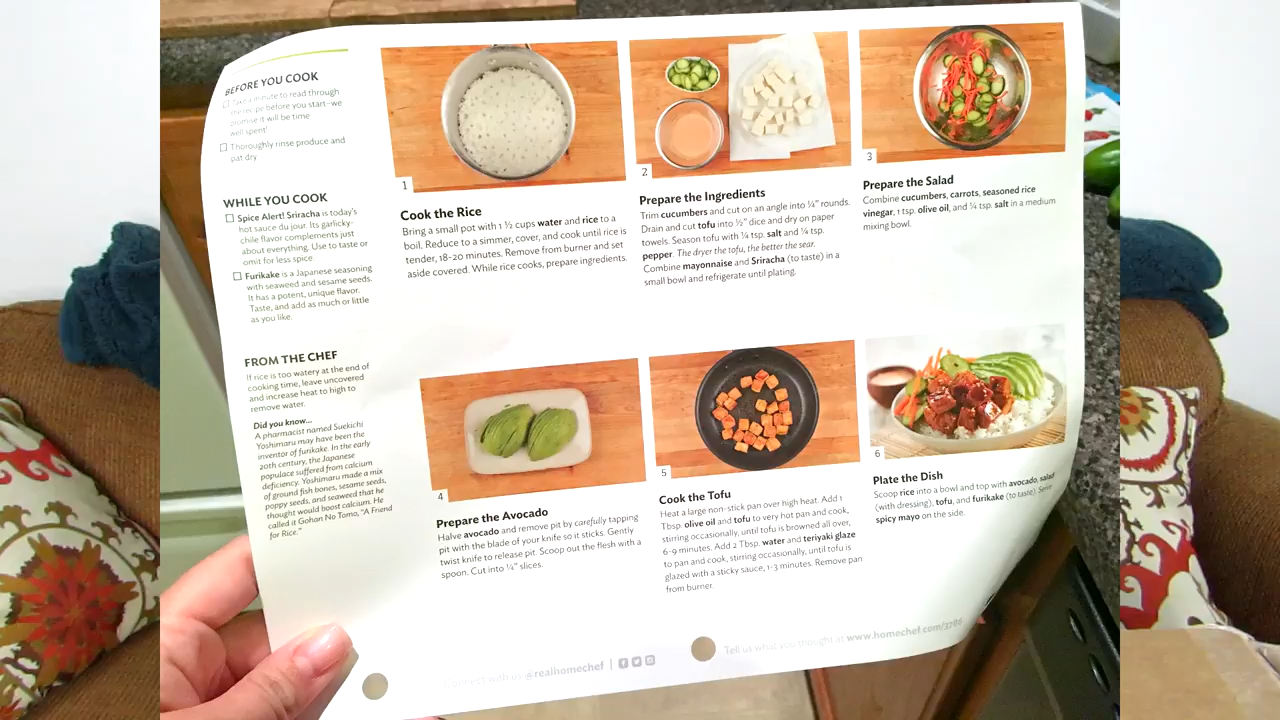 BEFORE YOU COOK
Take a minute to read through
the recipe before you start–we
promise it will be time
well spent!
Thoroughly rinse produce and
pat dry
WHILE YOU COOK
Spice Alert! Sriracha is today's
hot sauce du jour. Its garlicky-
chile flavor complements just
about everything. Use to taste or
omit for less spice.
Furikake is a Japanese seasoning
with seaweed and sesame seeds.
It has a potent, unique flavor.
Taste, and add as much or little
as you like.
FROM THE CHEF
If rice is too watery at the end of
cooking time, leave uncovered
and increase heat to high to
remove water.
Did you know...
A pharmacist named Suekichi
Yoshimaru may have been the
inventor of furikake. In the early
20th century, the Japanese
populace suffered from calcium
deficiency. Yoshimaru made a mix
of ground fish bones, sesame seeds,
poppy seeds, and seaweed that he
thought would boost calcium. He
called it Gohan No Tomo, "A Friend
for Rice."
1
Cook the Rice
Bring a small pot with 1 ½ cups water and rice to a
boil. Reduce to a simmer, cover, and cook until rice is
tender, 18-20 minutes. Remove from burner and set
aside covered. While rice cooks, prepare ingredients.
2
Prepare the Ingredients
Trim cucumbers and cut on an angle into ¼" rounds.
Drain and cut tofu into ½" dice and dry on paper
towels. Season tofu with ¼ tsp. salt and ¼ tsp.
pepper. The dryer the tofu, the better the sear.
Combine mayonnaise and Sriracha (to taste) in a
small bowl and refrigerate until plating.
3
Prepare the Salad
Combine cucumbers, carrots, seasoned rice
vinegar, 1 tsp. olive oil, and ¼ tsp. salt in a medium
mixing bowl.
4
Prepare the Avocado
Halve avocado and remove pit by carefully tapping
pit with the blade of your knife so it sticks. Gently
twist knife to release pit. Scoop out the flesh with a
spoon. Cut into ¼" slices.
5
Cook the Tofu
Heat a large non-stick pan over high heat. Add 1
Tbsp. olive oil and tofu to very hot pan and cook,
stirring occasionally, until tofu is browned all over,
6-9 minutes. Add 2 Tbsp. water and teriyaki glaze
to pan and cook, stirring occasionally, until tofu is
glazed with a sticky sauce, 1-3 minutes. Remove pan
from burner.
6
Plate the Dish
Scoop rice into a bowl and top with avocado, salad
(with dressing), tofu, and furikake (to taste). Serve
spicy mayo on the side.
Connect with us @realhomechef
Tell us what you thought at www.homechef.com/3786